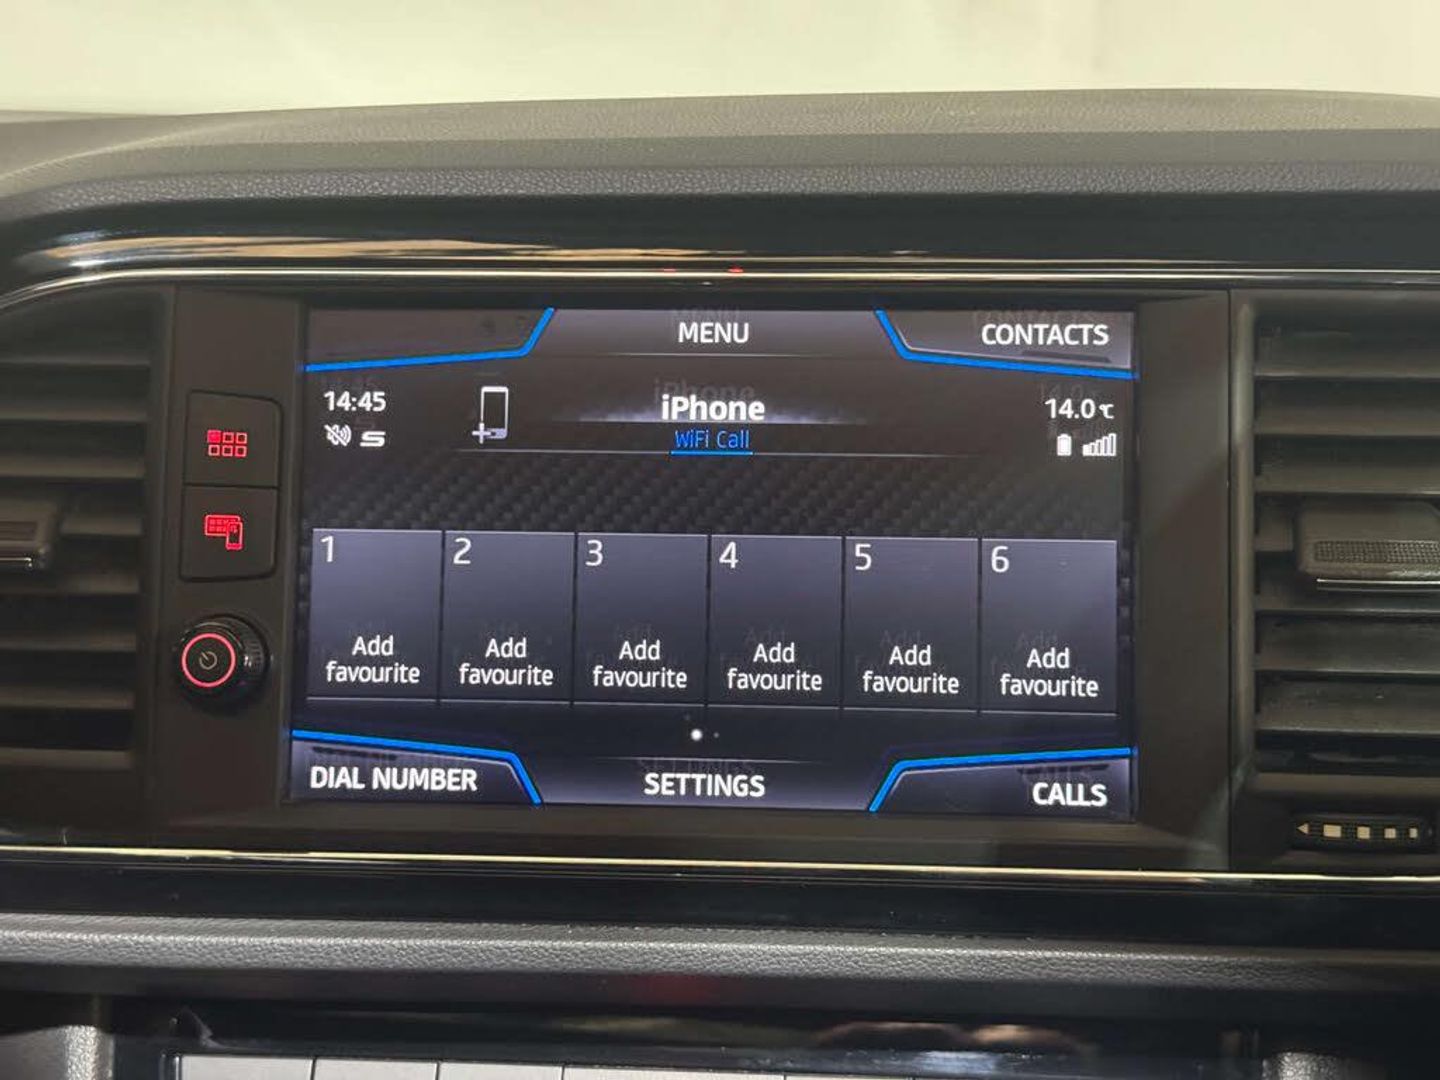 MENU
CONTACTS
14:45
iPhone
WiFi Call
14.0°C
1
2
3
4
5
6
Add
favourite
Add
favourite
Add
favourite
Add
favourite
Add
favourite
Add
favourite
DIAL NUMBER
SETTINGS
CALLS